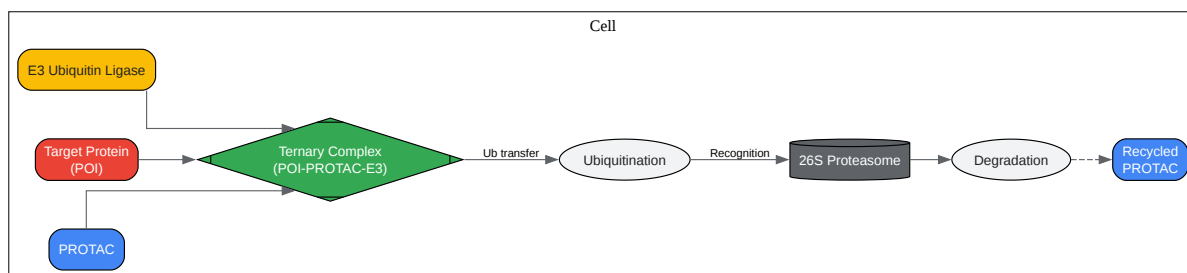 Cell
E3 Ubiquitin Ligase
Target Protein
(POI)
PROTAC
Ternary Complex
(POI-PROTAC-E3)
Ub transfer
Ubiquitination
Recognition
26S Proteasome
Degradation
Recycled
PROTAC